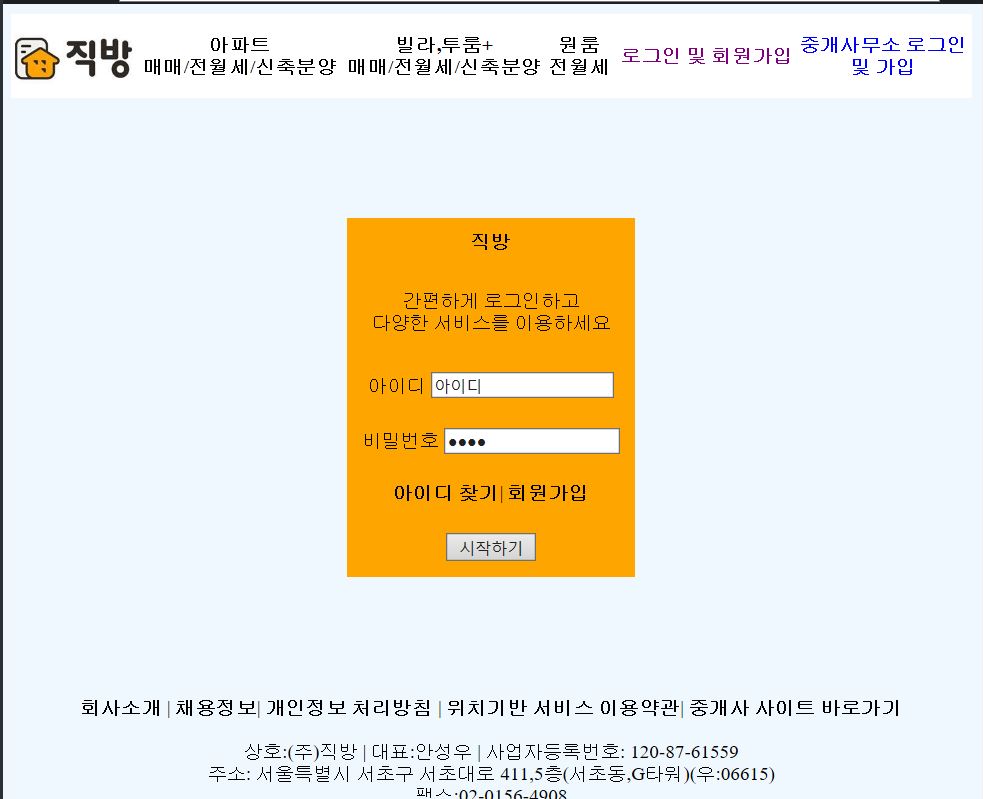 직방
아파트
매매/전월세/신축분양
빌라,투룸+
매매/전월세/신축분양
원룸
전월세
로그인 및 회원가입
중개사무소 로그인
및 가입
직방
간편하게 로그인하고
다양한 서비스를 이용하세요
아이디 아이디
비밀번호 ●●●●
아이디 찾기| 회원가입
시작하기
회사소개 | 채용정보| 개인정보 처리방침 | 위치기반 서비스 이용약관| 중개사 사이트 바로가기
상호:(주)직방 | 대표:안성우 | 사업자등록번호: 120-87-61559
주소: 서울특별시 서초구 서초대로 411,5층(서초동,G타워)(우:06615)
팩스:02-0156-4908